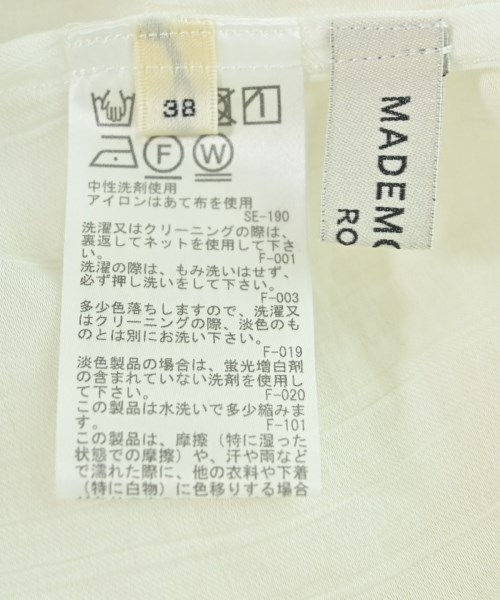 38
F
W
中性洗剤使用
アイロンはあて布を使用
SE-190
洗濯又はクリーニングの際は、
裏返してネットを使用して下さ
い。
F-001
洗濯の際は、もみ洗いはせず、
必ず押し洗いをして下さい。
F-003
多少色落ちしますので、洗濯又
はクリーニングの際、淡色のも
のとは別にお洗い下さい。
F-019
淡色製品の場合は、蛍光増白剤
の含まれていない洗剤を使用し
て下さい。
F-020
この製品は水洗いで多少縮みま
す。
F-101
この製品は、摩擦（特に湿った
状態での摩擦）や、汗や雨など
で濡れた際に、他の衣料や下着
（特に白物）に色移りする場合
MADEMO
RO